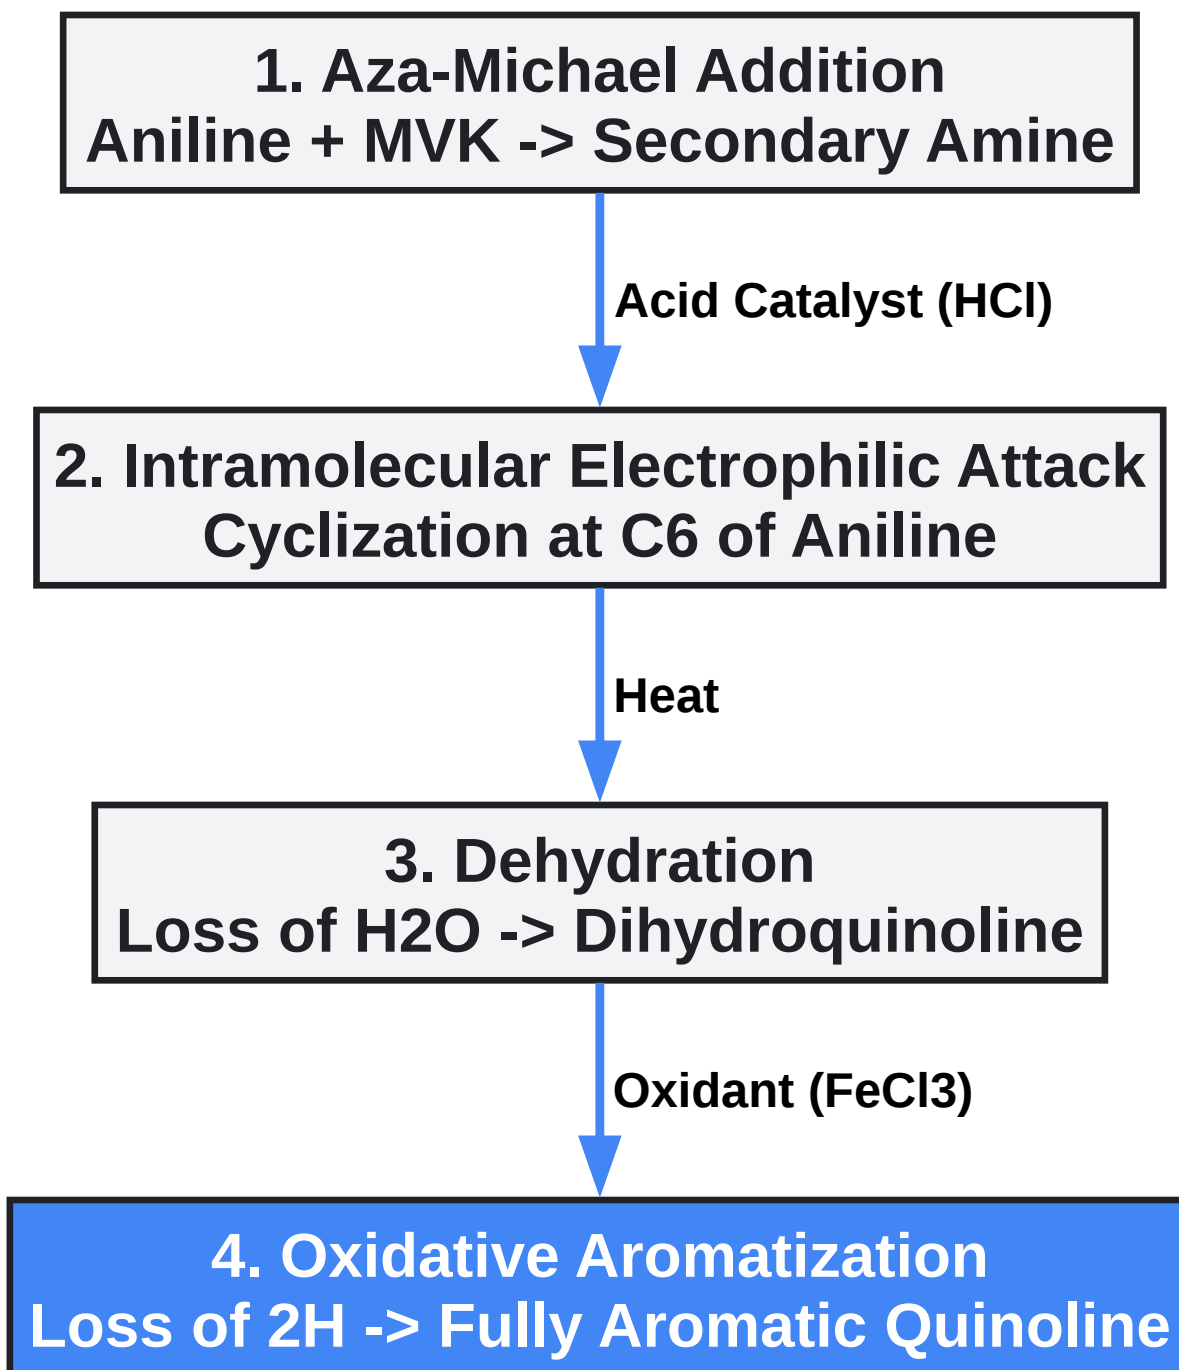 1. Aza-Michael Addition
Aniline + MVK -> Secondary Amine
Acid Catalyst (HCl)
2. Intramolecular Electrophilic Attack
Cyclization at C6 of Aniline
Heat
3. Dehydration
Loss of H2O -> Dihydroquinoline
Oxidant (FeCl3)
4. Oxidative Aromatization
Loss of 2H -> Fully Aromatic Quinoline